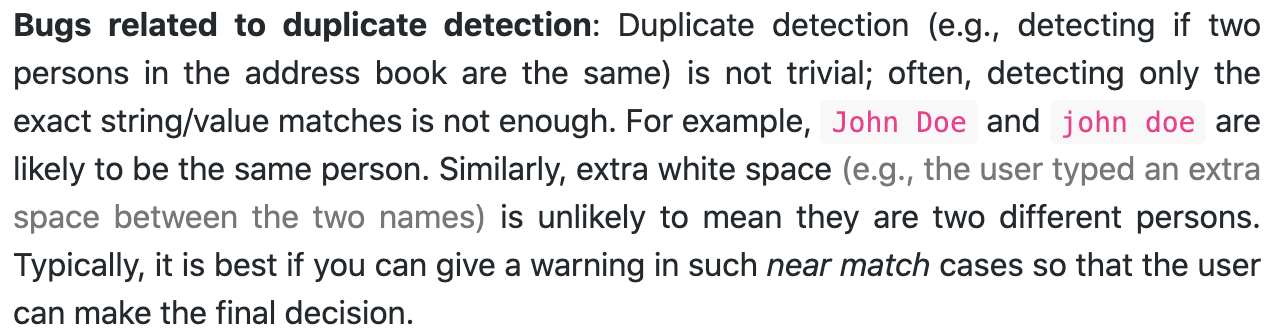 Bugs related to duplicate detection: Duplicate detection (e.g., detecting if two
persons in the address book are the same) is not trivial; often, detecting only the
exact string/value matches is not enough. For example, John Doe and john doe are
likely to be the same person. Similarly, extra white space (e.g., the user typed an extra
space between the two names) is unlikely to mean they are two different persons.
Typically, it is best if you can give a warning in such near match cases so that the user
can make the final decision.